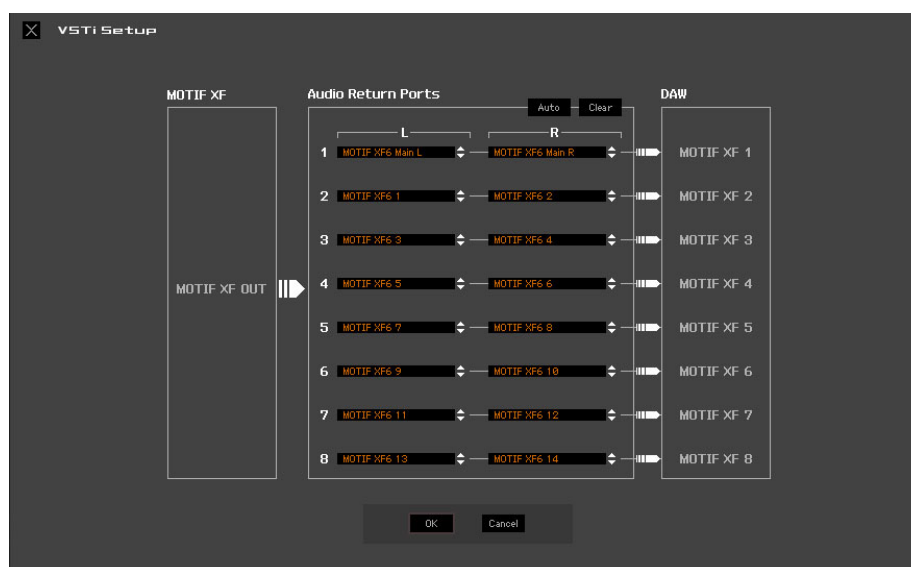 VSTi Setup
MOTIF XF
Audio Return Ports
DAW
Auto
Clear
L
R
1 MOTIF XF6 Main L MOTIF XF6 Main R MOTIF XF 1
2 MOTIF XF6 1 MOTIF XF6 2 MOTIF XF 2
3 MOTIF XF6 3 MOTIF XF6 4 MOTIF XF 3
MOTIF XF OUT
4 MOTIF XF6 5 MOTIF XF6 6 MOTIF XF 4
5 MOTIF XF6 7 MOTIF XF6 8 MOTIF XF 5
6 MOTIF XF6 9 MOTIF XF6 10 MOTIF XF 6
7 MOTIF XF6 11 MOTIF XF6 12 MOTIF XF 7
8 MOTIF XF6 13 MOTIF XF6 14 MOTIF XF 8
OK
Cancel